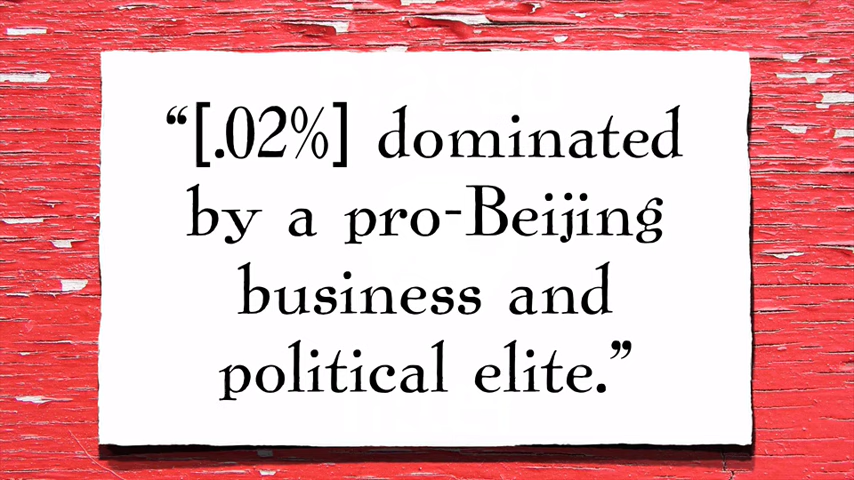 “[.02%] dominated
by a pro-Beijing
business and
political elite.”